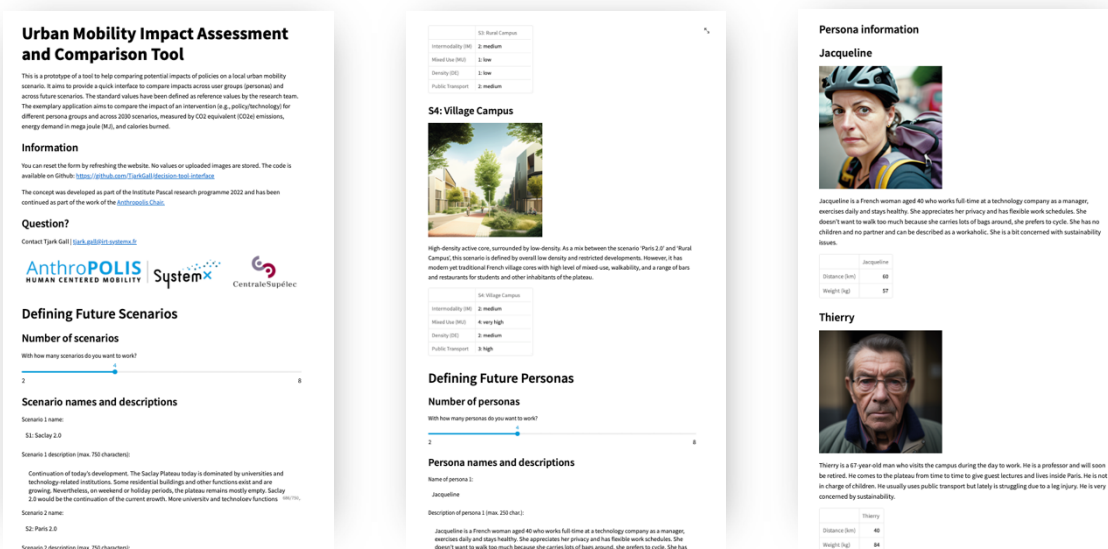 Urban Mobility Impact Assessment
and Comparison Tool
This is a prototype of a tool to help comparing potential impacts of policies on a local urban mobility
scenario. It aims to provide a quick interface to compare impacts across user groups (personas) and
across future scenarios. The standard values have been defined as reference values by the research team.
The exemplary application aims to compare the impact of an intervention (e.g., policy/technology) for
different persona groups and across 2030 scenarios, measured by CO2 equivalent (CO2e) emissions,
energy demand in mega joule (MJ), and calories burned.
Information
You can reset the form by refreshing the website. No values or uploaded images are stored. The code is
available on Github: https://github.com/TjarkGall/decision-tool-interface
The concept was developed as part of the Institute Pascal research programme 2022 and has been
continued as part of the work of the Anthropolis Chair.
Question?
Contact Tjark Gall | tjark.gall@irt-systemx.fr
AnthroPOLIS
HUMAN CENTERED MOBILITY
SystemX
CentraleSupélec
Defining Future Scenarios
Number of scenarios
With how many scenarios do you want to work?
4
2 8
Scenario names and descriptions
Scenario 1 name:
S1: Saclay 2.0
Scenario 1 description (max. 750 characters):
Continuation of today's development. The Saclay Plateau today is dominated by universities and
technology-related institutions. Some residential buildings and other functions exist and are
growing. Nevertheless, on weekend or holiday periods, the plateau remains mostly empty. Saclay
2.0 would be the continuation of the current growth. More university and technology functions
Scenario 2 name:
S2: Paris 2.0
Scenario 2 description (max. 750 characters):
S3: Rural Campus
Intermodality (IM) 2: medium
Mixed Use (MU) 1: low
Density (DE) 1: low
Public Transport 2: medium
S4: Village Campus
High-density active core, surrounded by low-density. As a mix between the scenario 'Paris 2.0' and 'Rural
Campus', this scenario is defined by overall low density and restricted developments. However, it has
modern yet traditional French village cores with high level of mixed-use, walkability, and a range of bars
and restaurants for students and other inhabitants of the plateau.
S4: Village Campus
Intermodality (IM) 2: medium
Mixed Use (MU) 4: very high
Density (DE) 2: medium
Public Transport 3: high
Defining Future Personas
Number of personas
With how many personas do you want to work?
4
2 8
Persona names and descriptions
Name of persona 1:
Jacqueline
Description of persona 1 (max. 250 char.):
Jacqueline is a French woman aged 40 who works full-time at a technology company as a manager,
exercises daily and stays healthy. She appreciates her privacy and has flexible work schedules. She
doesn't want to walk too much because she carries lots of bags around, she prefers to cycle. She has
Persona information
Jacqueline
Jacqueline is a French woman aged 40 who works full-time at a technology company as a manager,
exercises daily and stays healthy. She appreciates her privacy and has flexible work schedules. She
doesn't want to walk too much because she carries lots of bags around, she prefers to cycle. She has no
children and no partner and can be described as a workaholic. She is a bit concerned with sustainability
issues.
Jacqueline
Distance (km) 60
Weight (kg) 57
Thierry
Thierry is a 67-year-old man who visits the campus during the day to work. He is a professor and will soon
be retired. He comes to the plateau from time to time to give guest lectures and lives inside Paris. He is not
in charge of children. He usually uses public transport but lately is struggling due to a leg injury. He is very
concerned by sustainability.
Thierry
Distance (km) 40
Weight (kg) 84